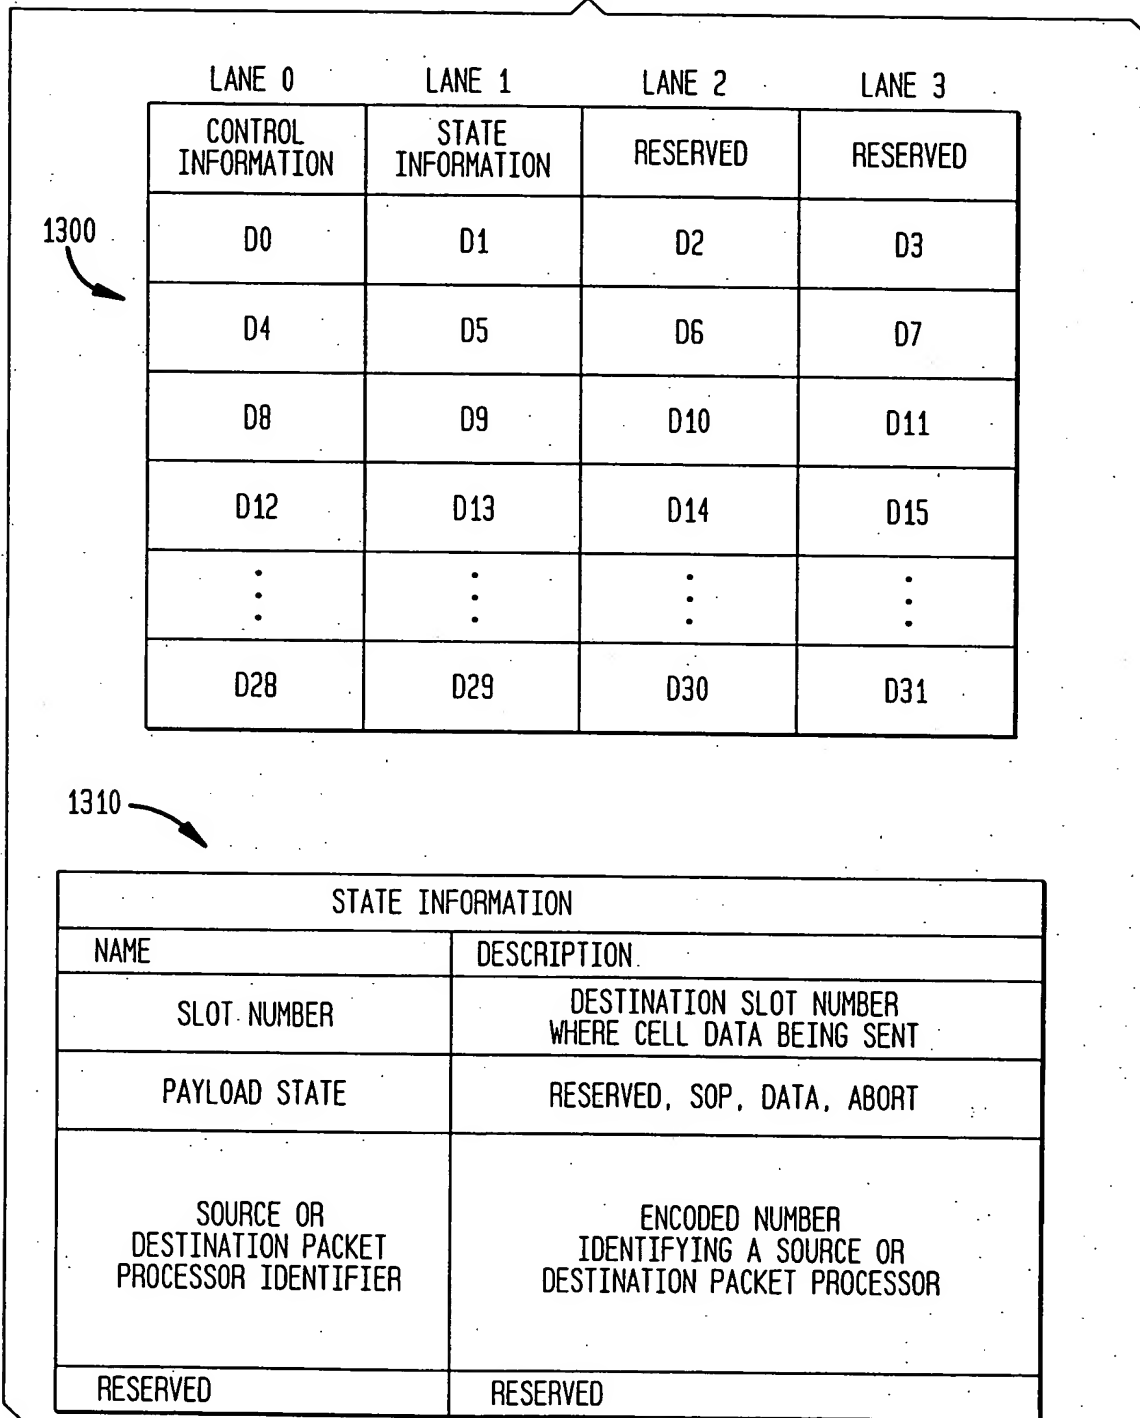 LANE 0 LANE 1 LANE 2 LANE 3
CONTROL INFORMATION STATE INFORMATION RESERVED RESERVED
1300
D0 D1 D2 D3
D4 D5 D6 D7
D8 D9 D10 D11
D12 D13 D14 D15
D28 D29 D30 D31
1310
STATE INFORMATION
NAME DESCRIPTION
SLOT NUMBER
DESTINATION SLOT NUMBER
WHERE CELL DATA BEING SENT
PAYLOAD STATE
RESERVED, SOP, DATA, ABORT
SOURCE OR
DESTINATION PACKET
PROCESSOR IDENTIFIER
ENCODED NUMBER
IDENTIFYING A SOURCE OR
DESTINATION PACKET PROCESSOR
RESERVED RESERVED